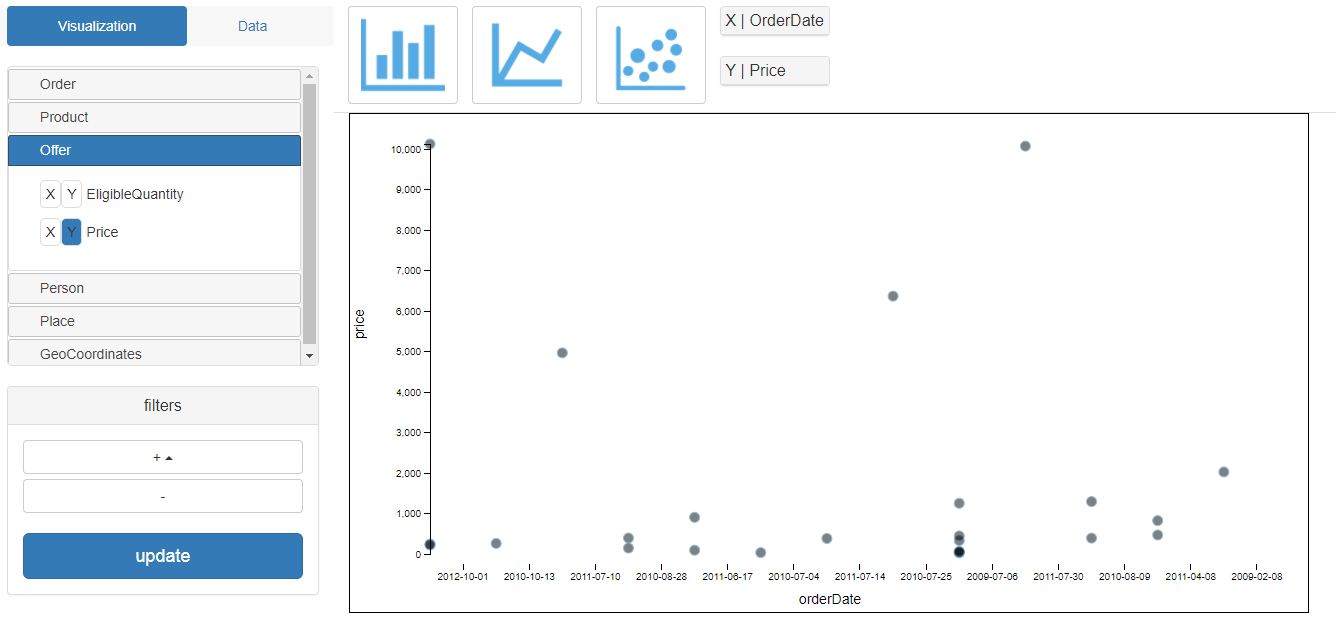 Visualization
Data
Order
Product
Offer
X Y EligibleQuantity
X Y Price
Person
Place
GeoCoordinates
filters
+
-
update
X | OrderDate
Y | Price
10,000
9,000
8,000
7,000
6,000
5,000
4,000
3,000
2,000
1,000
0
price
2012-10-01 2010-10-13 2011-07-10 2010-08-28 2011-06-17 2010-07-04 2011-07-14 2010-07-25 2009-07-06 2011-07-30 2010-08-09 2011-04-08 2009-02-08
orderDate